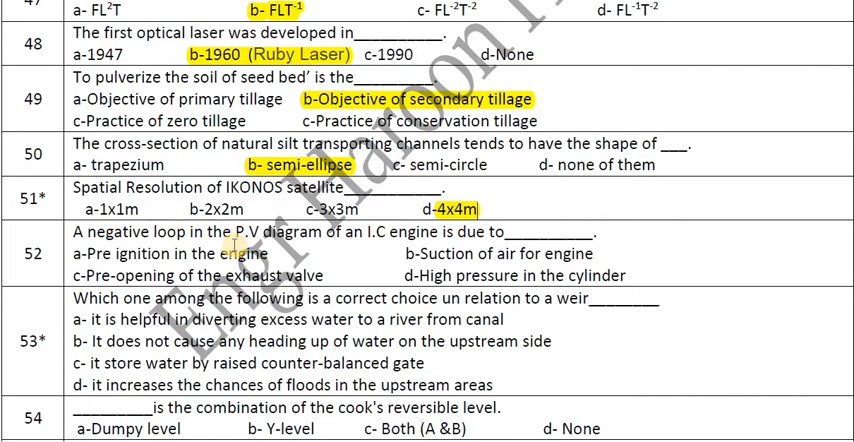 47
a- FL²T b- FLT⁻¹ c- FL⁻²T⁻² d- FL⁻¹T⁻²
48
The first optical laser was developed in__________.
a-1947 b-1960 (Ruby Laser) c-1990 d-None
49
To pulverize the soil of seed bed’ is the_________.
a-Objective of primary tillage b-Objective of secondary tillage
c-Practice of zero tillage c-Practice of conservation tillage
50
The cross-section of natural silt transporting channels tends to have the shape of ___.
a- trapezium b- semi-ellipse c- semi-circle d- none of them
51*
Spatial Resolution of IKONOS satellite___________.
a-1x1m b-2x2m c-3x3m d-4x4m
52
A negative loop in the P.V diagram of an I.C engine is due to__________.
a-Pre ignition in the engine b-Suction of air for engine
c-Pre-opening of the exhaust valve d-High pressure in the cylinder
53*
Which one among the following is a correct choice un relation to a weir________
a- it is helpful in diverting excess water to a river from canal
b- It does not cause any heading up of water on the upstream side
c- it store water by raised counter-balanced gate
d- it increases the chances of floods in the upstream areas
54
_________is the combination of the cook's reversible level.
a-Dumpy level b- Y-level c- Both (A &B) d- None
Engr Haroon